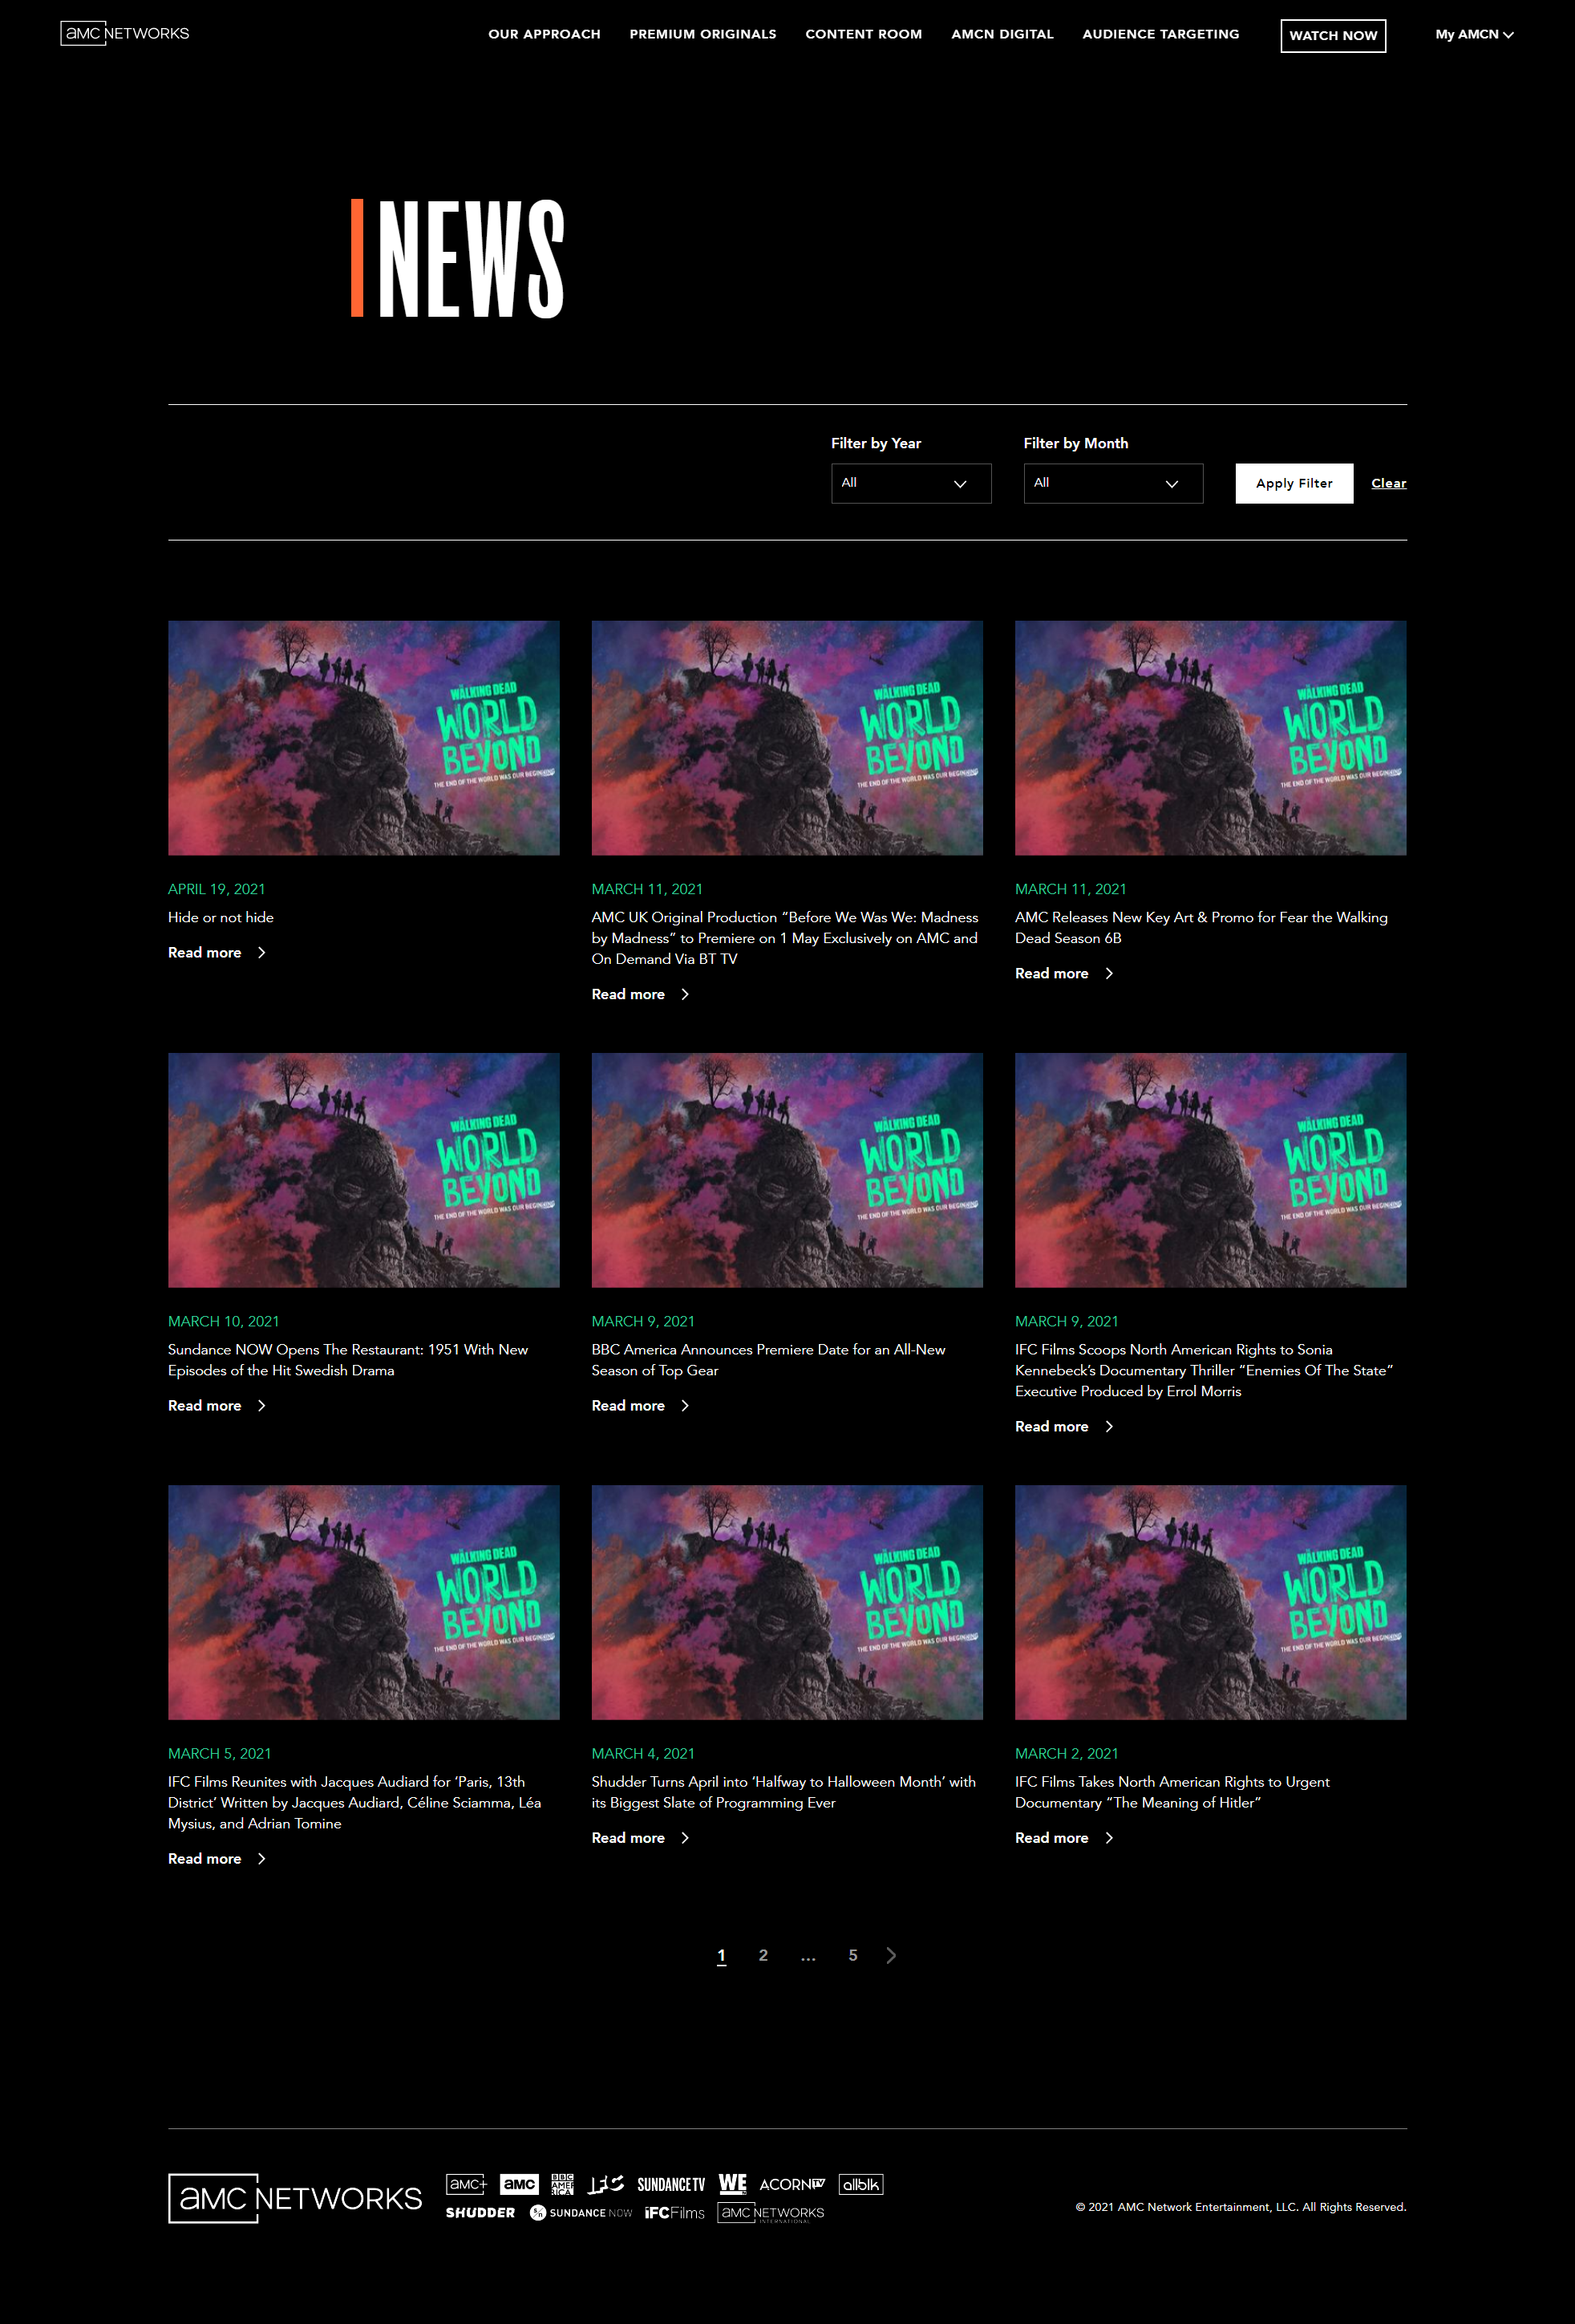 aMC NETWORKS
OUR APPROACH
PREMIUM ORIGINALS
CONTENT ROOM
AMCN DIGITAL
AUDIENCE TARGETING
WATCH NOW
My AMCN
NEWS
Filter by Year
Filter by Month
All
All
Apply Filter
Clear
WALKING DEAD
WORLD
BEYOND
THE END OF THE WORLD WAS OUR BEGINNING
WALKING DEAD
WORLD
BEYOND
THE END OF THE WORLD WAS OUR BEGINNING
WALKING DEAD
WORLD
BEYOND
THE END OF THE WORLD WAS OUR BEGINNING
APRIL 19, 2021
Hide or not hide
Read more
MARCH 11, 2021
AMC UK Original Production “Before We Was We: Madness
by Madness” to Premiere on 1 May Exclusively on AMC and
On Demand Via BT TV
Read more
MARCH 11, 2021
AMC Releases New Key Art & Promo for Fear the Walking
Dead Season 6B
Read more
WALKING DEAD
WORLD
BEYOND
THE END OF THE WORLD WAS OUR BEGINNING
WALKING DEAD
WORLD
BEYOND
THE END OF THE WORLD WAS OUR BEGINNING
WALKING DEAD
WORLD
BEYOND
THE END OF THE WORLD WAS OUR BEGINNING
MARCH 10, 2021
Sundance NOW Opens The Restaurant: 1951 With New
Episodes of the Hit Swedish Drama
Read more
MARCH 9, 2021
BBC America Announces Premiere Date for an All-New
Season of Top Gear
Read more
MARCH 9, 2021
IFC Films Scoops North American Rights to Sonia
Kennebeck’s Documentary Thriller “Enemies Of The State”
Executive Produced by Errol Morris
Read more
WALKING DEAD
WORLD
BEYOND
THE END OF THE WORLD WAS OUR BEGINNING
WALKING DEAD
WORLD
BEYOND
THE END OF THE WORLD WAS OUR BEGINNING
WALKING DEAD
WORLD
BEYOND
THE END OF THE WORLD WAS OUR BEGINNING
MARCH 5, 2021
IFC Films Reunites with Jacques Audiard for ‘Paris, 13th
District’ Written by Jacques Audiard, Céline Sciamma, Léa
Mysius, and Adrian Tomine
Read more
MARCH 4, 2021
Shudder Turns April into ‘Halfway to Halloween Month’ with
its Biggest Slate of Programming Ever
Read more
MARCH 2, 2021
IFC Films Takes North American Rights to Urgent
Documentary “The Meaning of Hitler”
Read more
1 2 ... 5
aMC NETWORKS
aMC+
aMC
BBC
AMER
ICA
IFC
SUNDANCE TV
WE tv
ACORN TV
allblk
SHUDDER
s/n SUNDANCE NOW
IFC Films
aMC NETWORKS
INTERNATIONAL
© 2021 AMC Network Entertainment, LLC. All Rights Reserved.